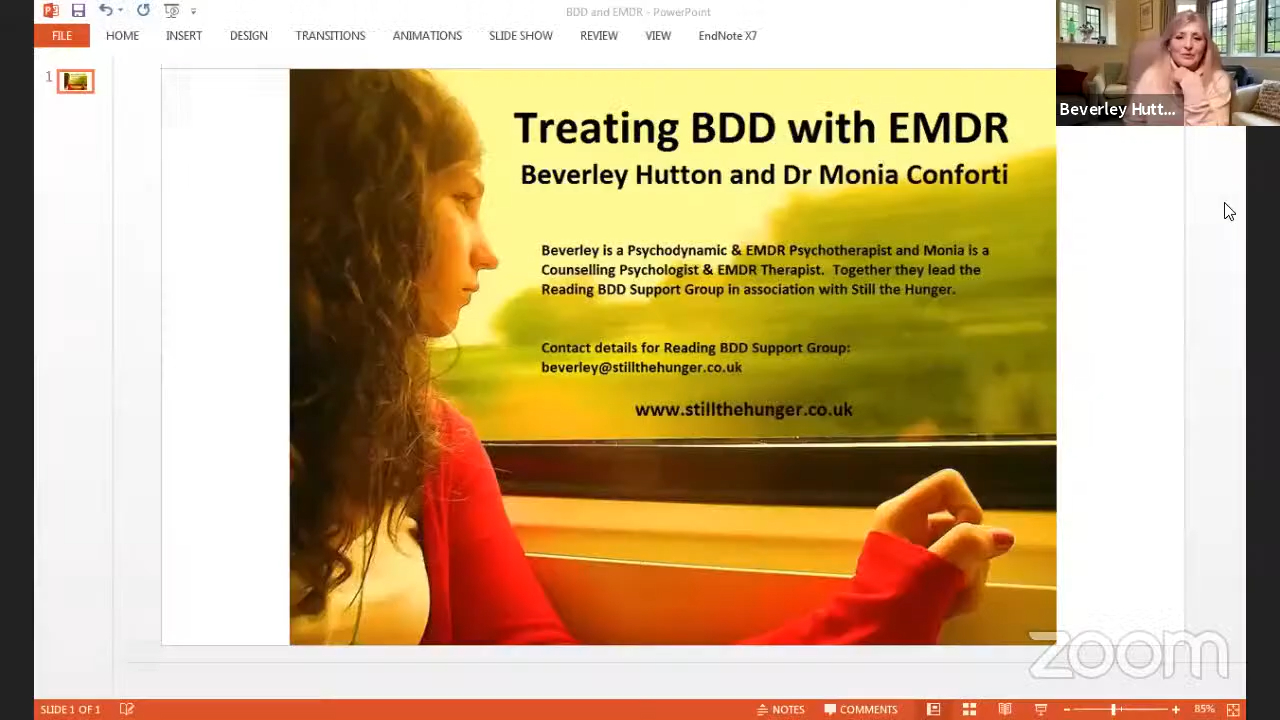 BDD and EMDR - PowerPoint
FILE HOME INSERT DESIGN TRANSITIONS ANIMATIONS SLIDE SHOW REVIEW VIEW EndNote X7
Beverley Hutt...
1
Treating BDD with EMDR
Beverley Hutton and Dr Monia Conforti
Beverley is a Psychodynamic & EMDR Psychotherapist and Monia is a
Counselling Psychologist & EMDR Therapist. Together they lead the
Reading BDD Support Group in association with Still the Hunger.
Contact details for Reading BDD Support Group:
beverley@stillthehunger.co.uk
www.stillthehunger.co.uk
zoom
SLIDE 1 OF 1 NOTES COMMENTS 85%